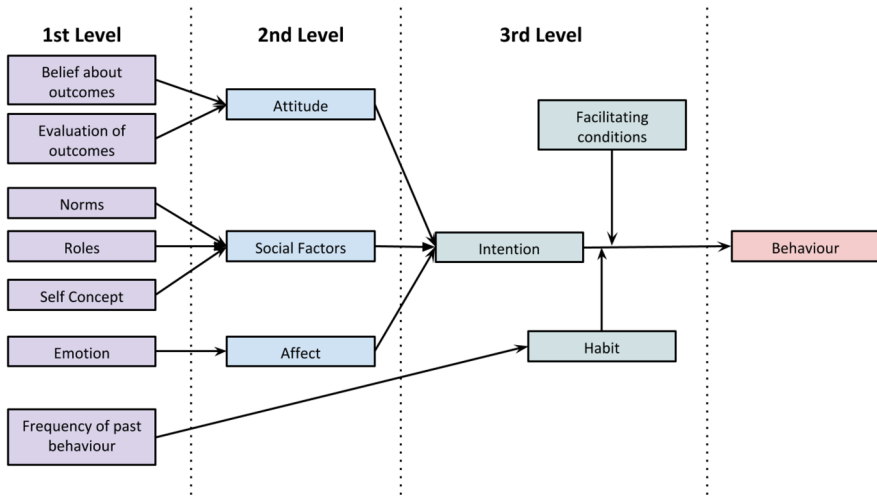 1st Level
2nd Level
3rd Level
Belief about
outcomes
Evaluation of
outcomes
Norms
Roles
Self Concept
Emotion
Frequency of past
behaviour
Attitude
Social Factors
Affect
Facilitating
conditions
Intention
Habit
Behaviour